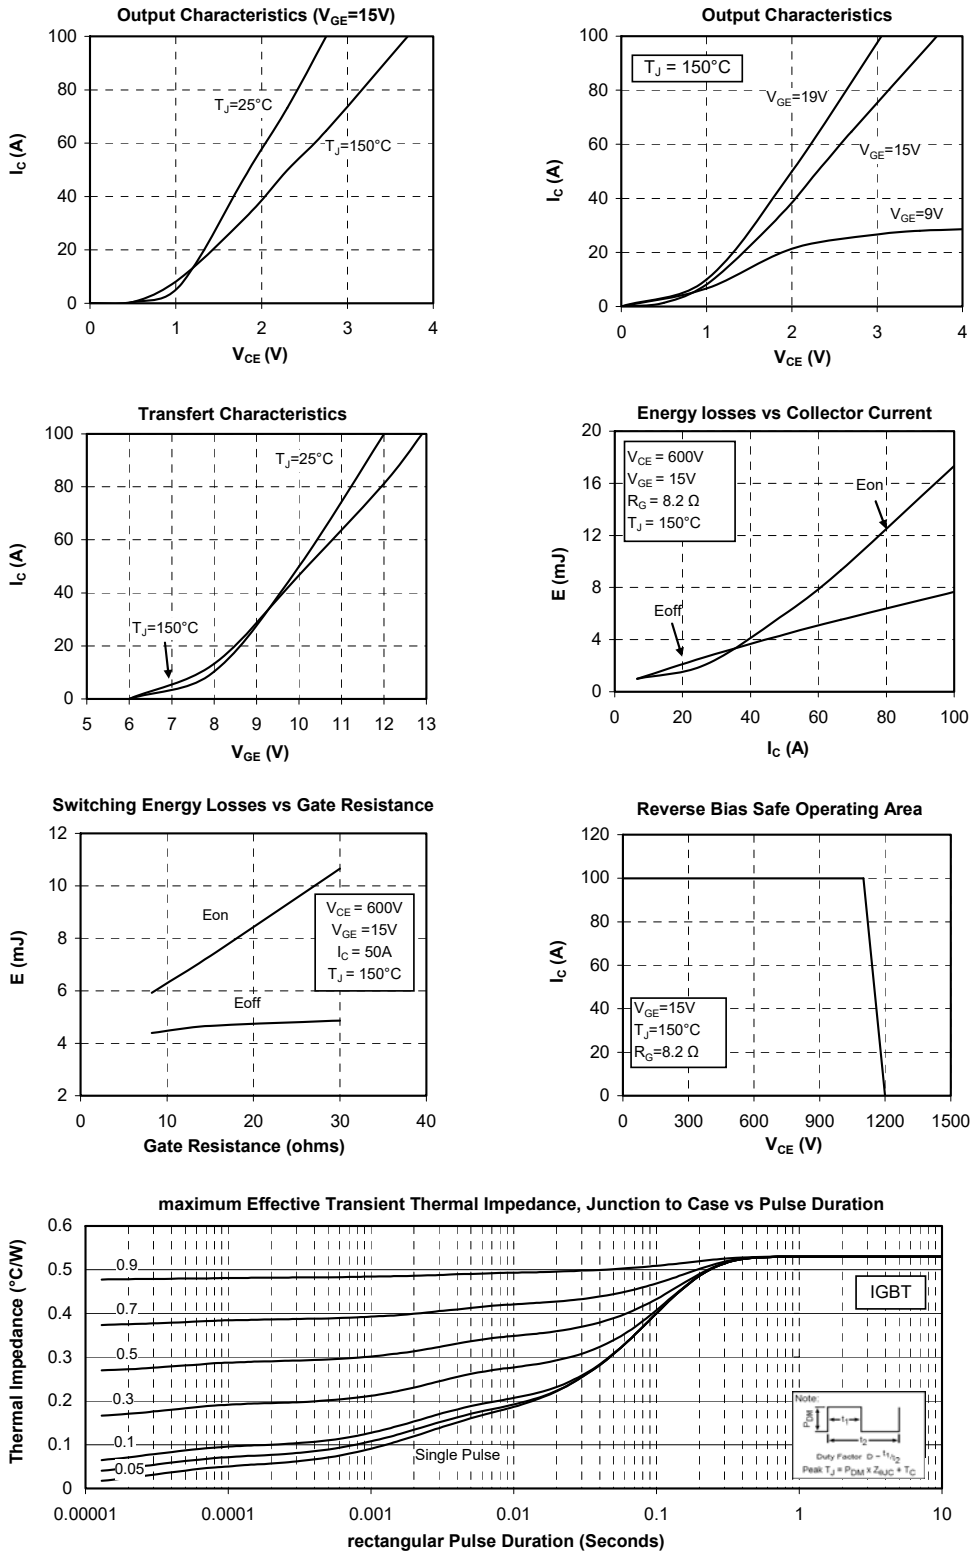 Output Characteristics (VGE=15V)
100
80
60
40
20
0
IC (A)
TJ=25°C
TJ=150°C
0 1 2 3 4
VCE (V)
Output Characteristics
100
80
60
40
20
0
IC (A)
TJ = 150°C
VGE=19V
VGE=15V
VGE=9V
0 1 2 3 4
VCE (V)
Transfert Characteristics
100
80
60
40
20
0
IC (A)
TJ=25°C
TJ=150°C
5 6 7 8 9 10 11 12 13
VGE (V)
Energy losses vs Collector Current
20
16
12
8
4
0
E (mJ)
VCE = 600V
VGE = 15V
RG = 8.2 Ω
TJ = 150°C
Eon
Eoff
0 20 40 60 80 100
IC (A)
Switching Energy Losses vs Gate Resistance
12
10
8
6
4
2
E (mJ)
Eon
VCE = 600V
VGE =15V
IC = 50A
TJ = 150°C
Eoff
0 10 20 30 40
Gate Resistance (ohms)
Reverse Bias Safe Operating Area
120
100
80
60
40
20
0
IC (A)
VGE=15V
TJ=150°C
RG=8.2 Ω
0 300 600 900 1200 1500
VCE (V)
maximum Effective Transient Thermal Impedance, Junction to Case vs Pulse Duration
0.6
0.5
0.4
0.3
0.2
0.1
0
Thermal Impedance (°C/W)
0.9
0.7
0.5
0.3
0.1
0.05
Single Pulse
IGBT
Note:
PDM
t1
t2
Duty Factor D = t1/t2
Peak TJ = PDM x ZθJC + TC
0.00001 0.0001 0.001 0.01 0.1 1 10
rectangular Pulse Duration (Seconds)